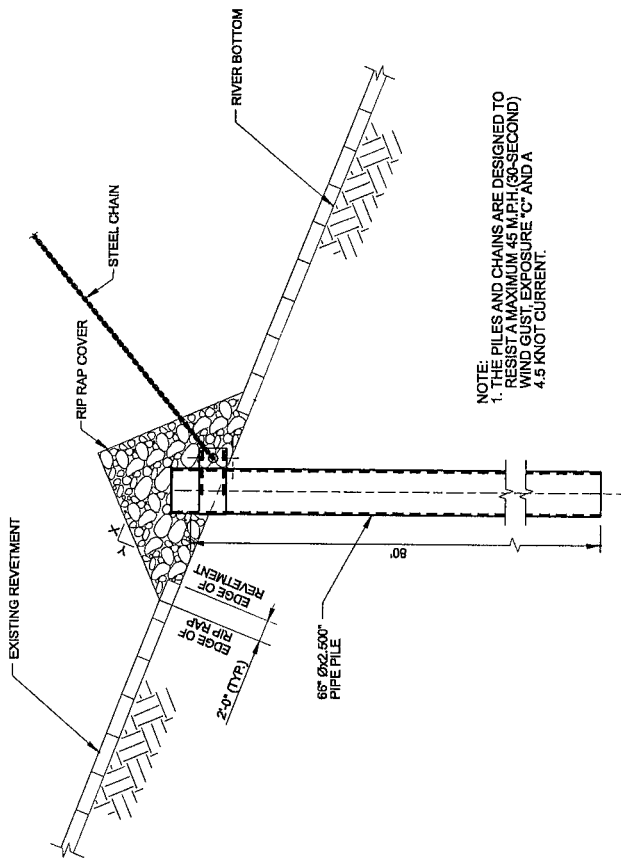 EXISTING REVETMENT
RIP RAP COVER
STEEL CHAIN
RIVER BOTTOM
X
Y
EDGE OF
RIP RAP
EDGE OF
REVETMENT
2'-0" (TYP.)
66" Øx2.500"
PIPE PILE
80'
NOTE:
1. THE PILES AND CHAINS ARE DESIGNED TO
RESIST A MAXIMUM 45 M.P.H.(30-SECOND)
WIND GUST, EXPOSURE "C" AND A
4.5 KNOT CURRENT.